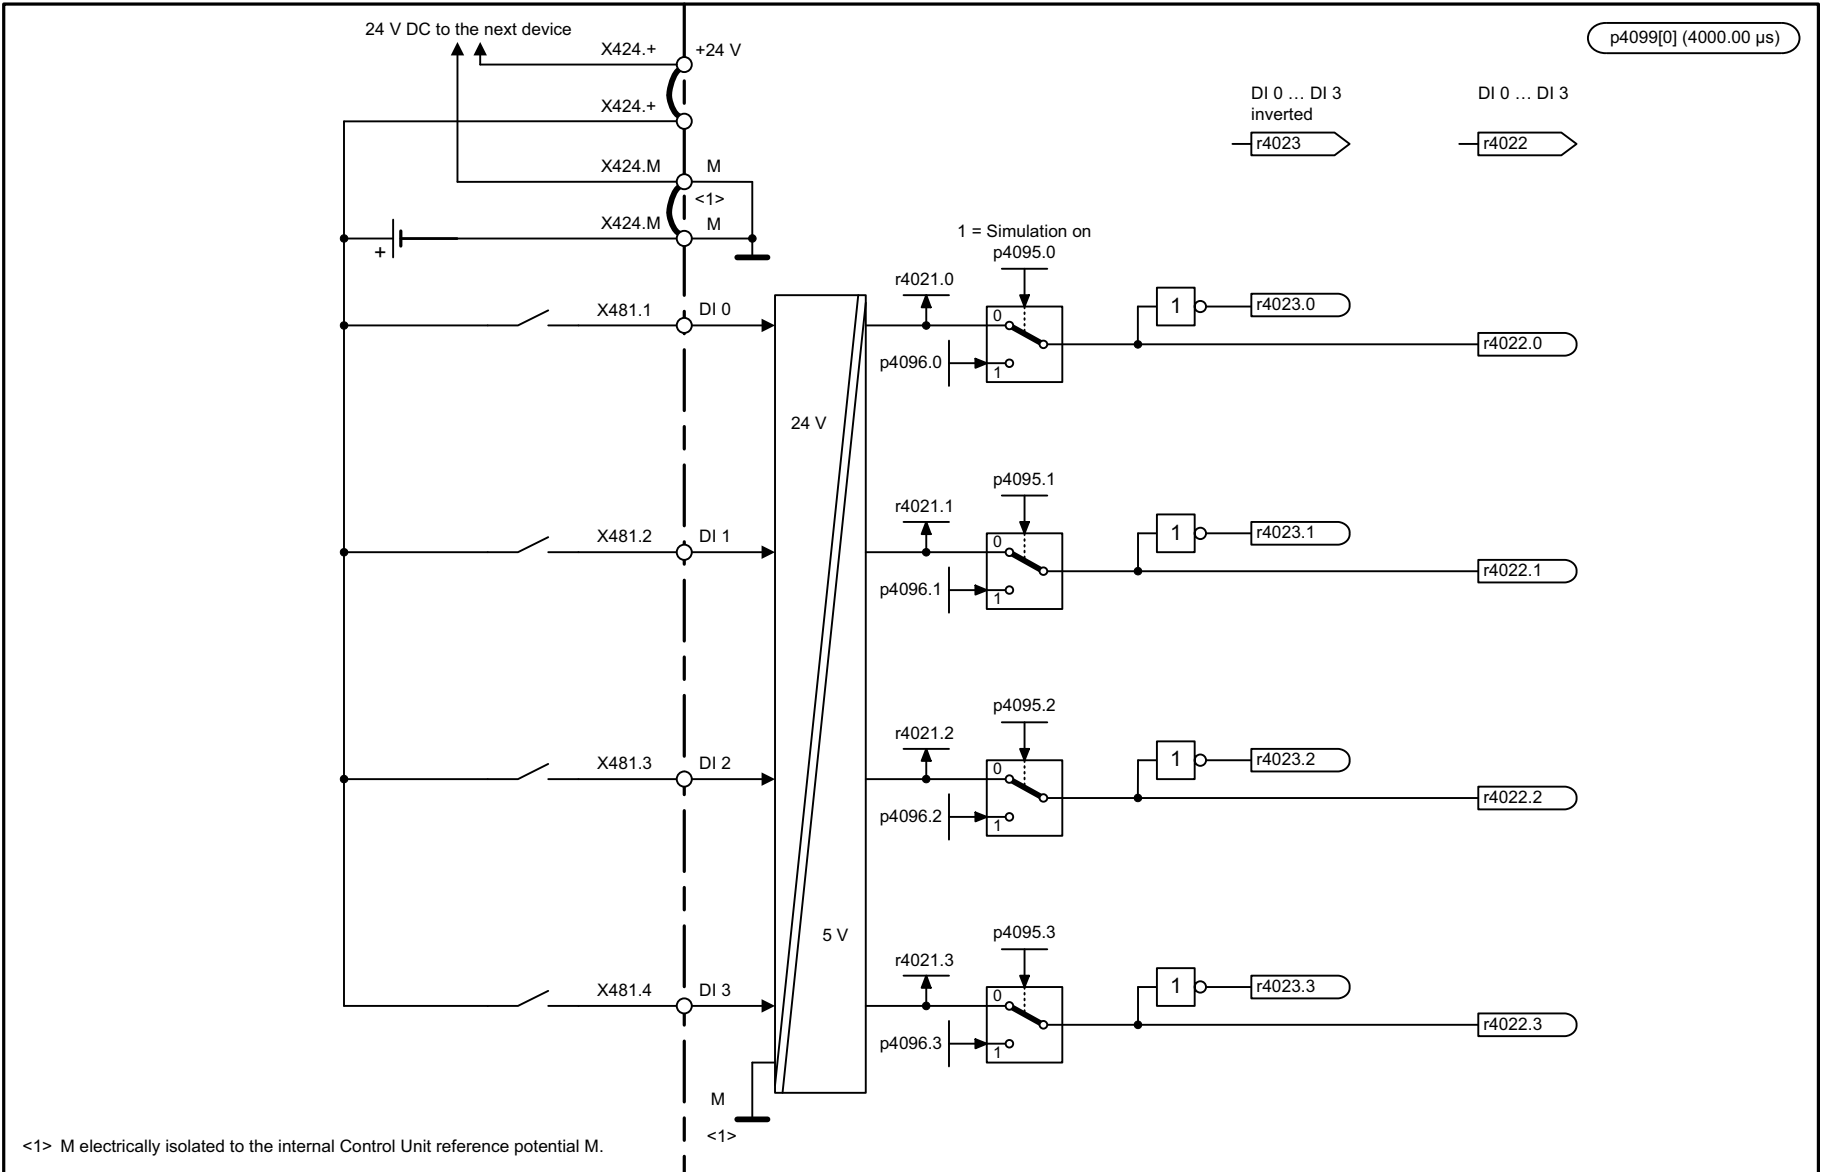 24 V DC to the next device
X424.+
+24 V
p4099[0] (4000.00 µs)
X424.+
DI 0 … DI 3
inverted
r4023
DI 0 … DI 3
r4022
X424.M
M
<1>
X424.M
M
+
1 = Simulation on
p4095.0
r4021.0
X481.1
DI 0
0
p4096.0
1
1
r4023.0
r4022.0
24 V
p4095.1
r4021.1
X481.2
DI 1
0
p4096.1
1
1
r4023.1
r4022.1
p4095.2
r4021.2
X481.3
DI 2
0
p4096.2
1
1
r4023.2
r4022.2
5 V
p4095.3
r4021.3
X481.4
DI 3
0
p4096.3
1
1
r4023.3
r4022.3
M
<1>
<1> M electrically isolated to the internal Control Unit reference potential M.